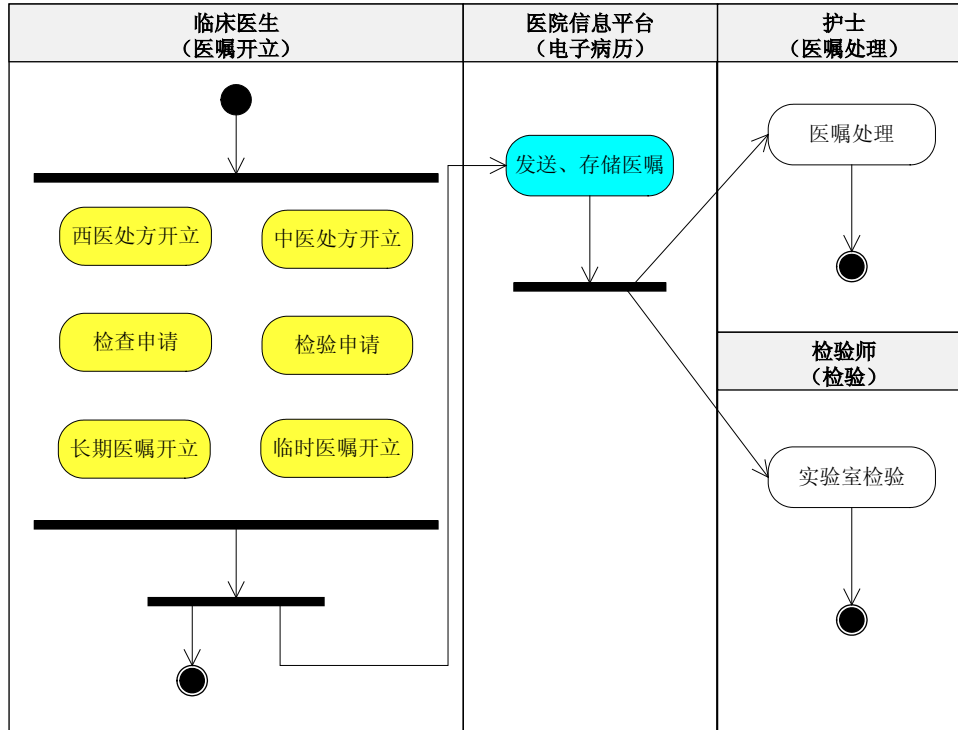 临床医生
（医嘱开立）
医院信息平台
（电子病历）
护士
（医嘱处理）
西医处方开立
中医处方开立
检查申请
检验申请
长期医嘱开立
临时医嘱开立
发送、存储医嘱
医嘱处理
检验师
（检验）
实验室检验